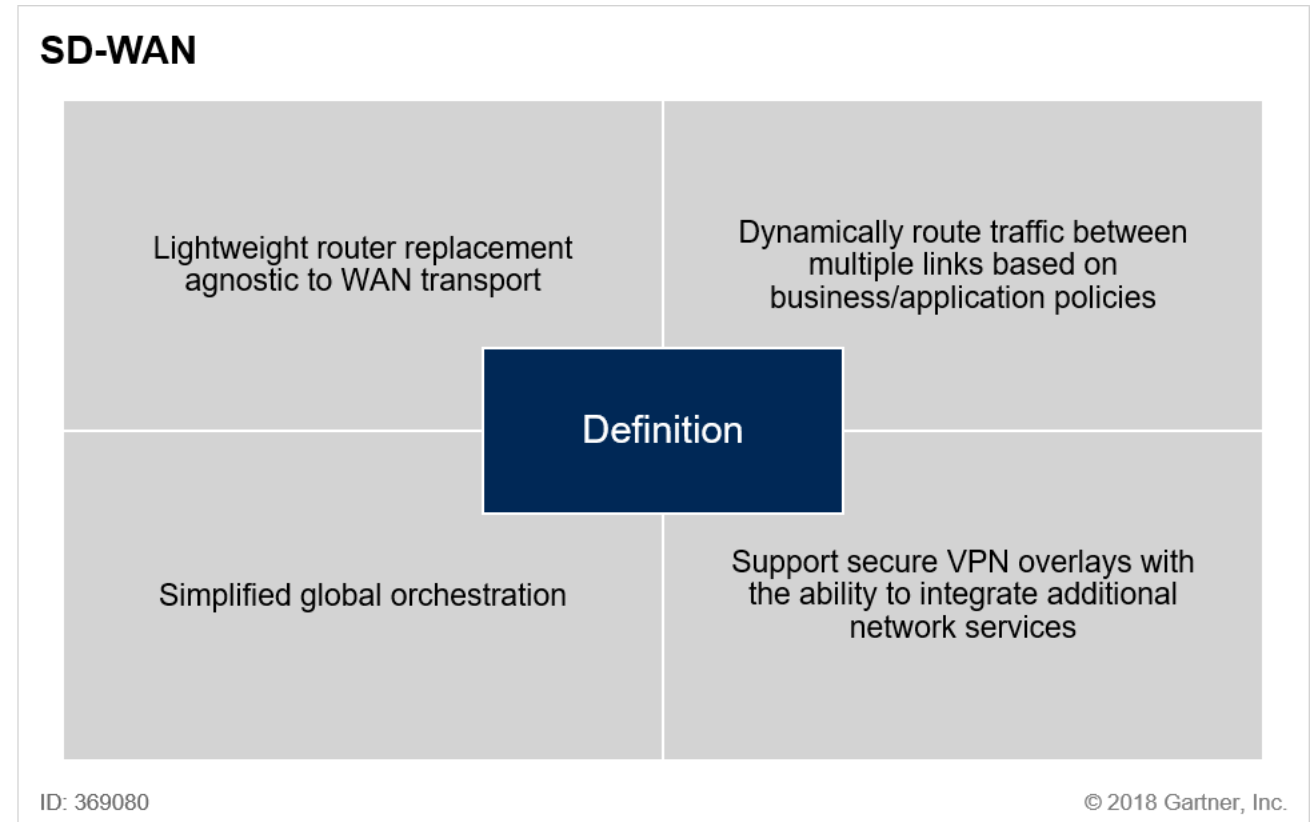 SD-WAN
Lightweight router replacement
agnostic to WAN transport
Dynamically route traffic between
multiple links based on
business/application policies
Definition
Simplified global orchestration
Support secure VPN overlays with
the ability to integrate additional
network services
ID: 369080
© 2018 Gartner, Inc.